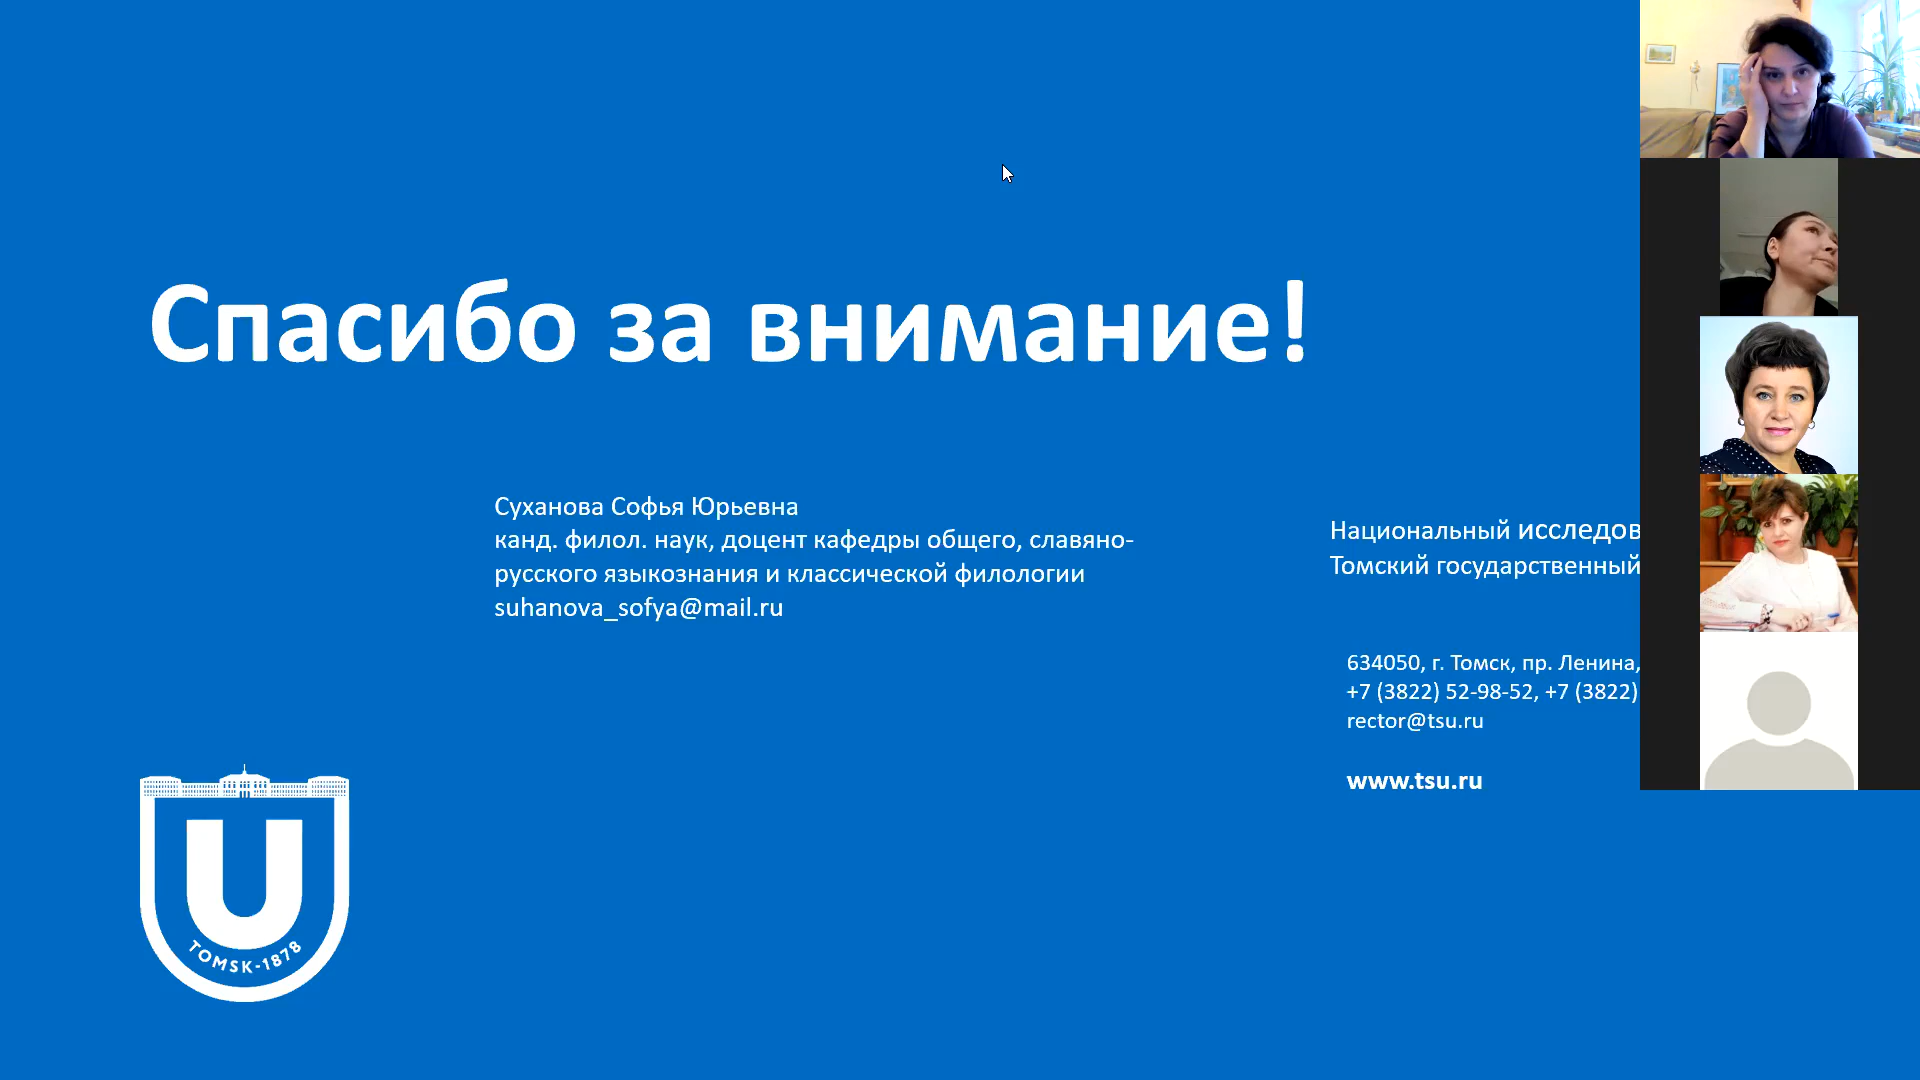 Спасибо за внимание!
Суханова Софья Юрьевна
канд. филол. наук, доцент кафедры общего, славяно-
русского языкознания и классической филологии
suhanova_sofya@mail.ru
Национальный
Томский государственный
634050, г. Томск, пр. Ленина,
+7 (3822) 52-98-52, +7 (3822)
rector@tsu.ru
www.tsu.ru
U
TOMSK-1878